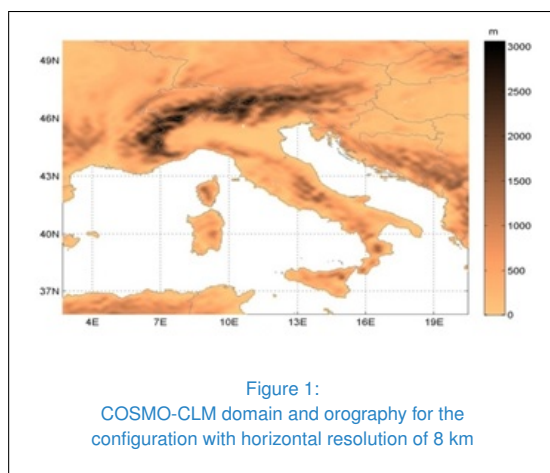 m
49N
46N
43N
40N
37N
4E
7E
10E
13E
16E
19E
3000
2500
2000
1500
1000
500
0
Figure 1:
COSMO-CLM domain and orography for the
configuration with horizontal resolution of 8 km